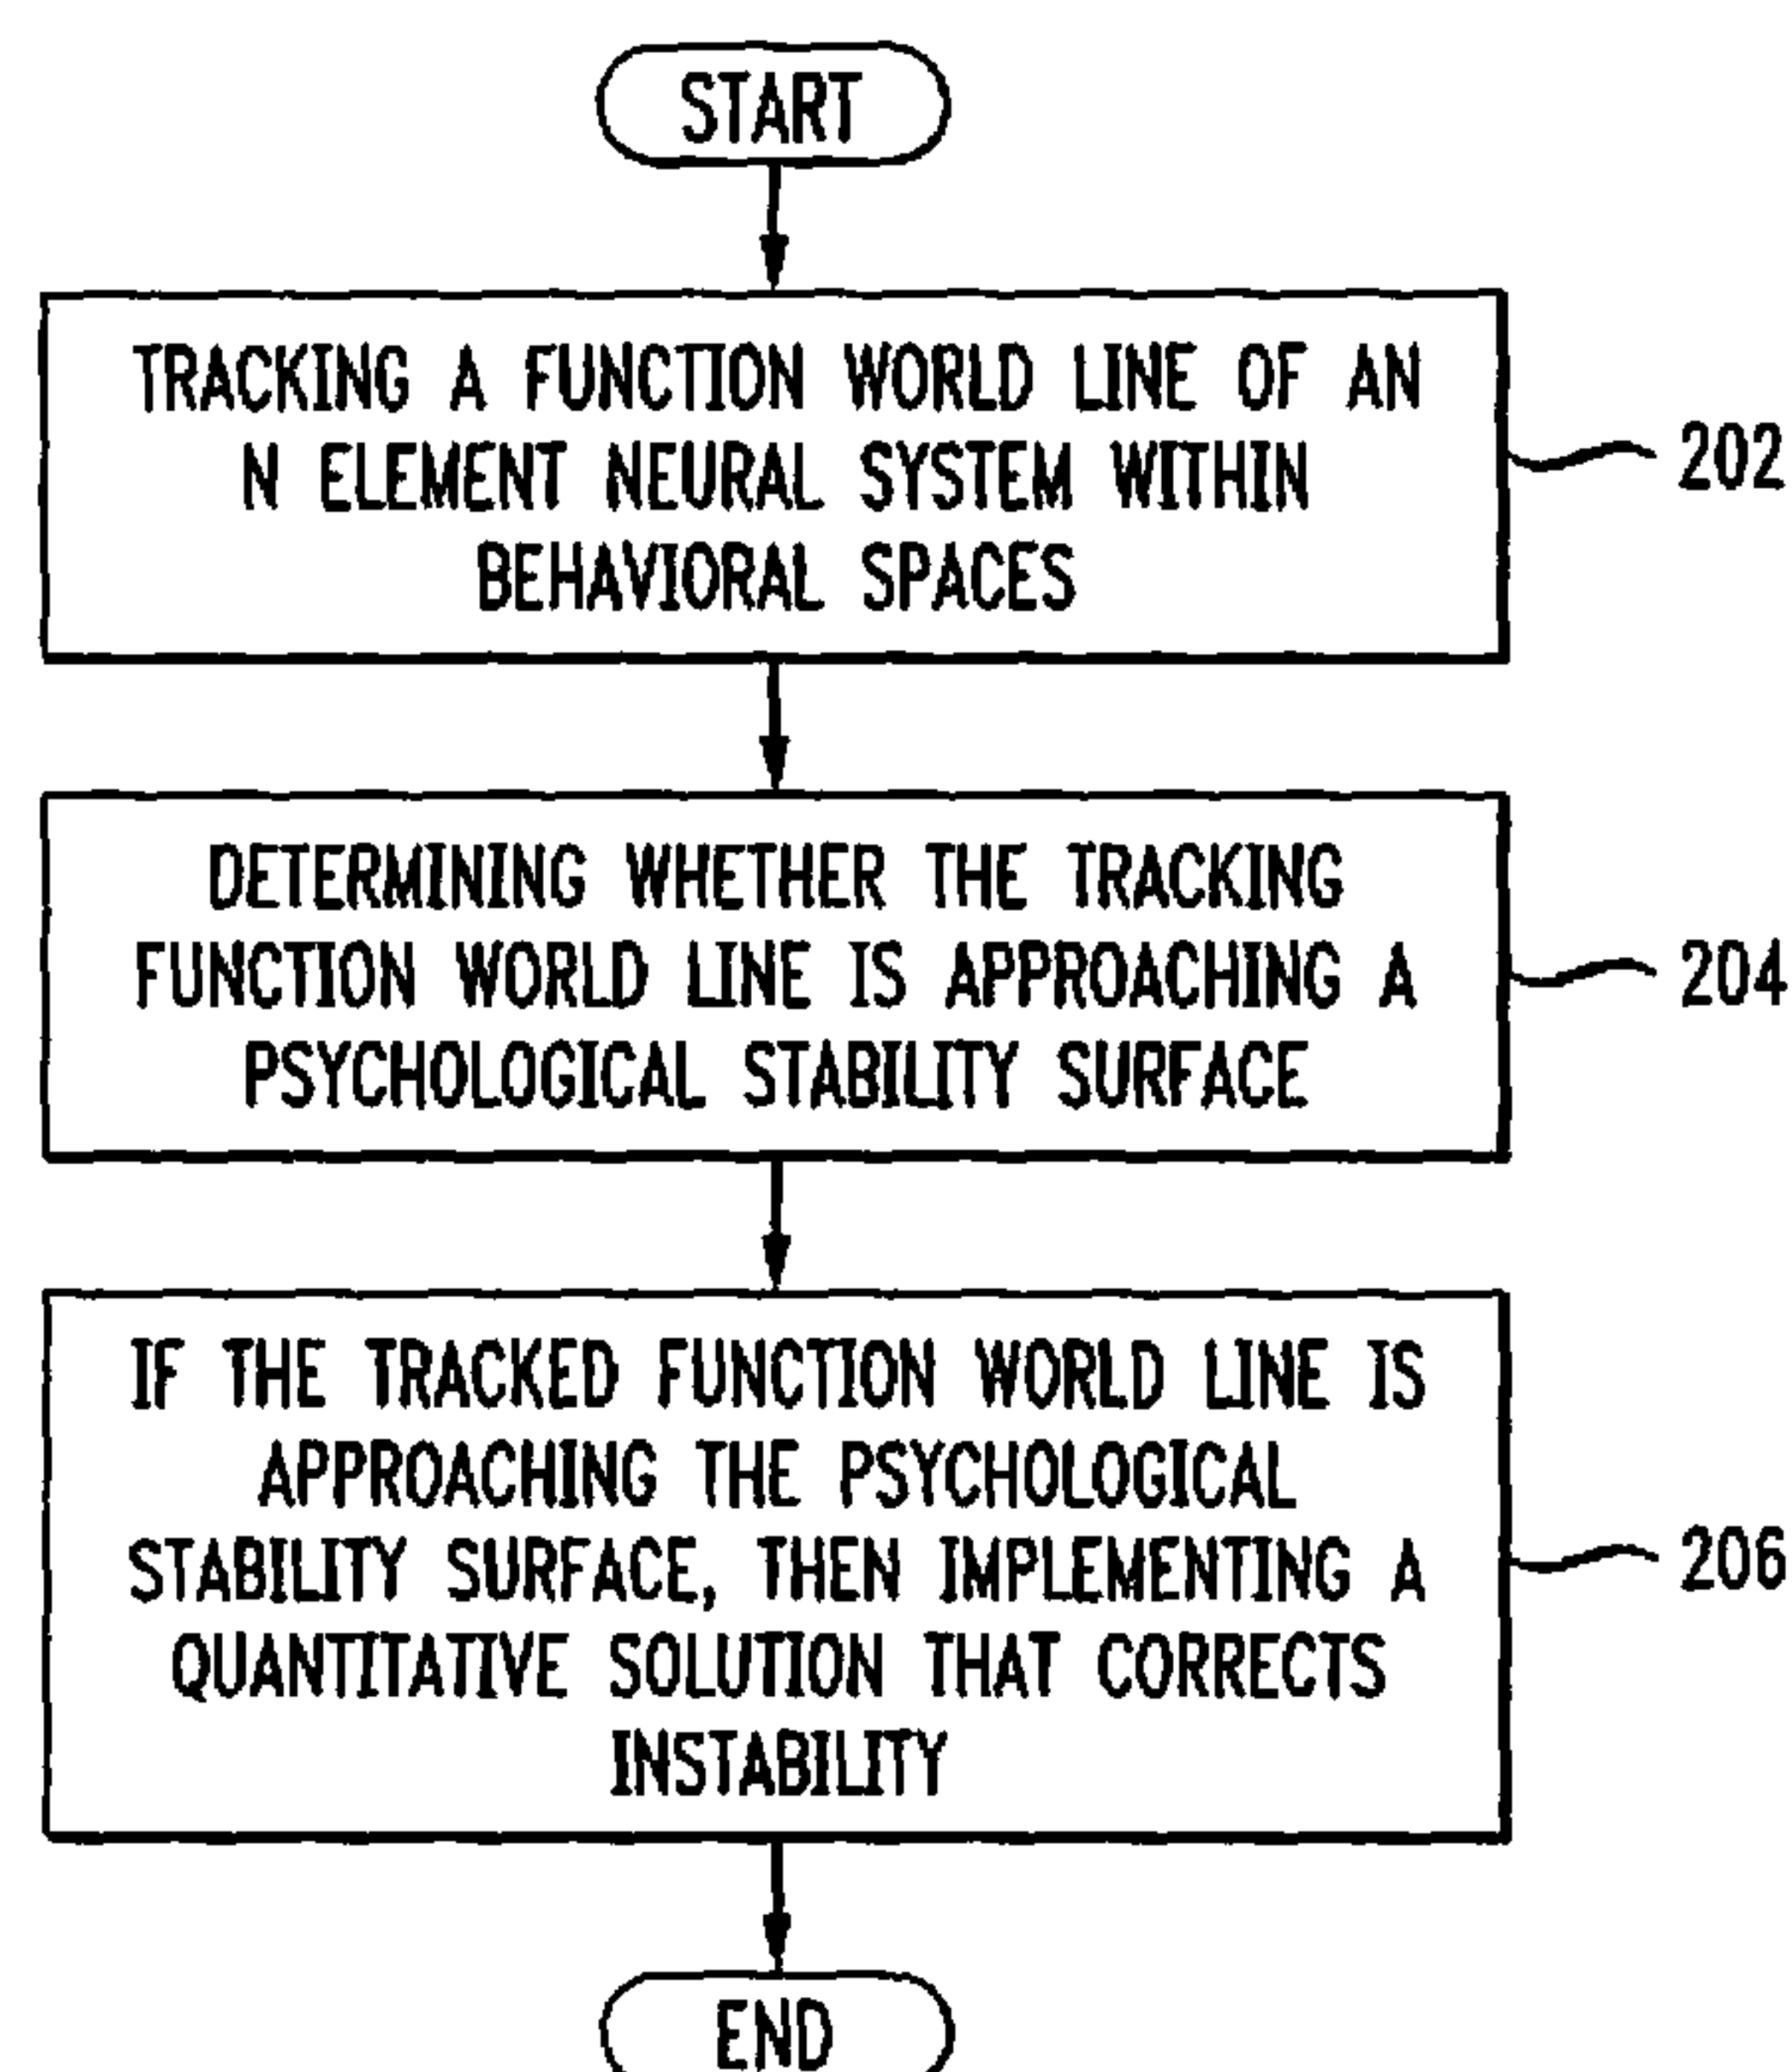 START
TRACKING A FUNCTION WORLD LINE OF AN
N ELEMENT NEURAL SYSTEM WITHIN
BEHAVIORAL SPACES
202
DETERMINING WHETHER THE TRACKING
FUNCTION WORLD LINE IS APPROACHING A
PSYCHOLOGICAL STABILITY SURFACE
204
IF THE TRACKED FUNCTION WORLD LINE IS
APPROACHING THE PSYCHOLOGICAL
STABILITY SURFACE, THEN IMPLEMENTING A
QUANTITATIVE SOLUTION THAT CORRECTS
INSTABILITY
206
END